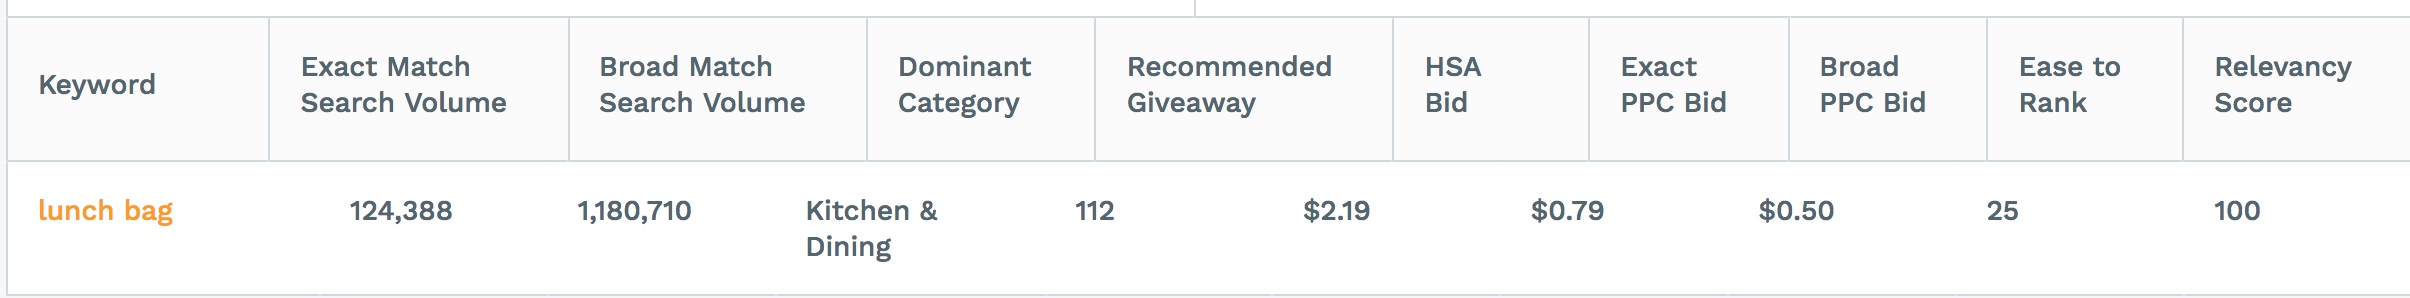 Keyword
Exact Match
Search Volume
Broad Match
Search Volume
Dominant
Category
Recommended
Giveaway
HSA
Bid
Exact
PPC Bid
Broad
PPC Bid
Ease to
Rank
Relevancy
Score
lunch bag
124,388
1,180,710
Kitchen &
Dining
112
$2.19
$0.79
$0.50
25
100